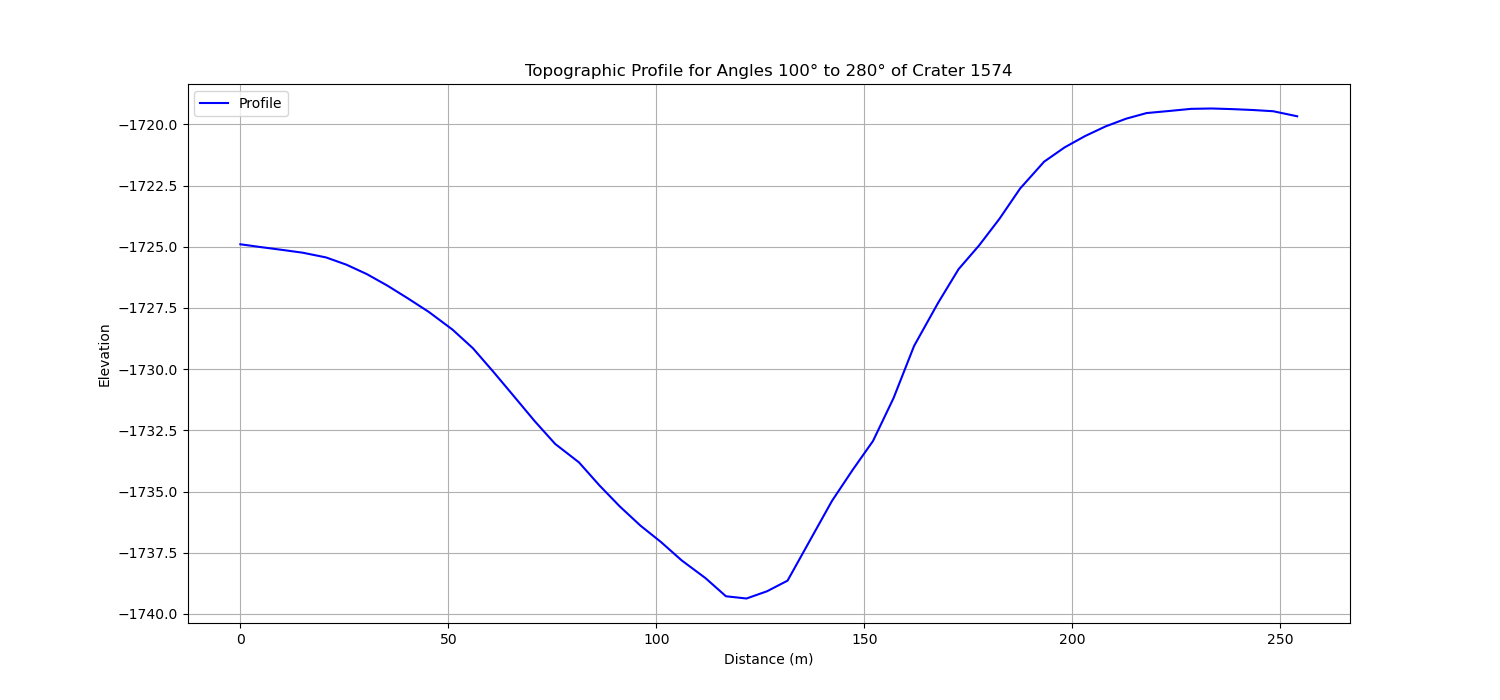 Topographic Profile for Angles 100° to 280° of Crater 1574
Profile
−1720.0
−1722.5
−1725.0
−1727.5
−1730.0
−1732.5
−1735.0
−1737.5
−1740.0
Elevation
0 50 100 150 200 250
Distance (m)